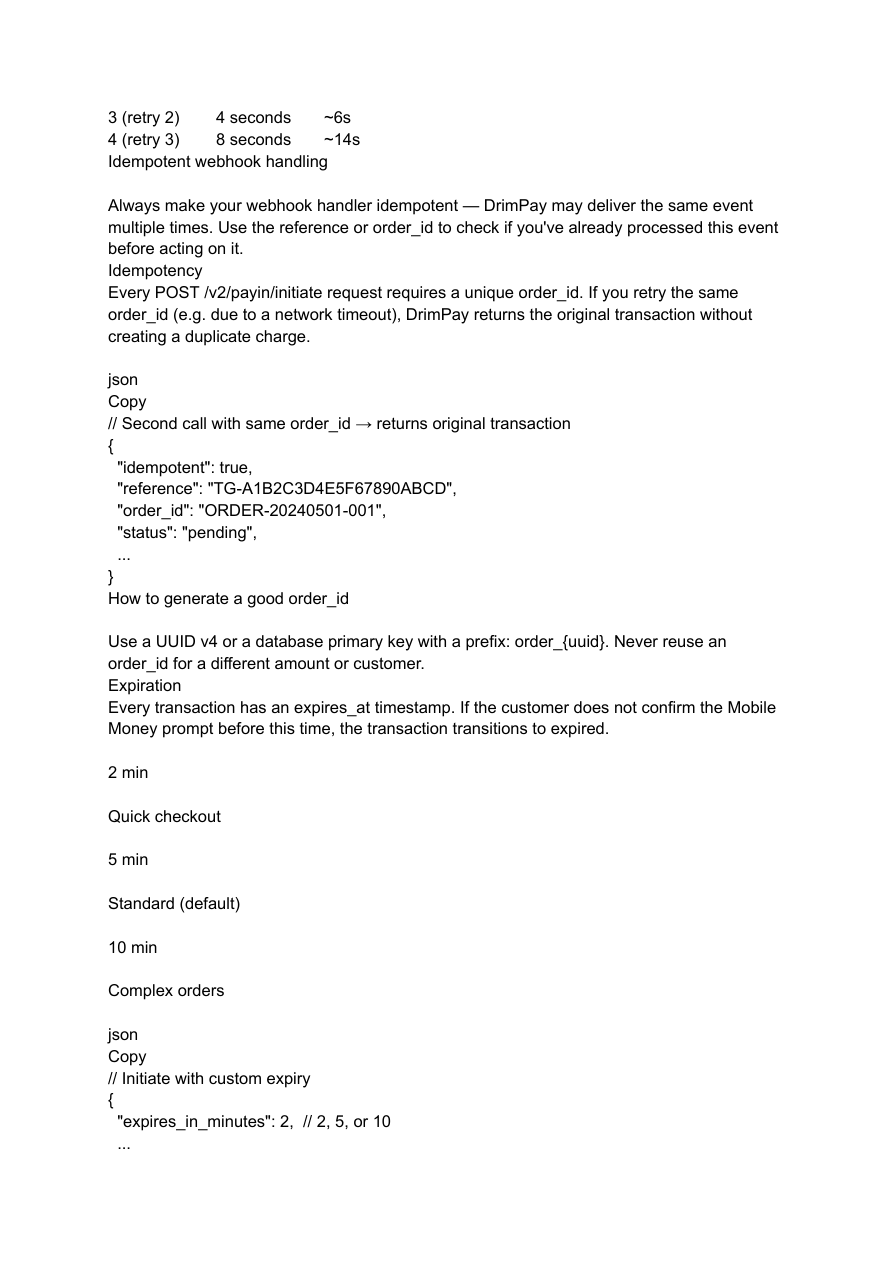 3 (retry 2) 4 seconds ~6s
4 (retry 3) 8 seconds ~14s
Idempotent webhook handling
Always make your webhook handler idempotent — DrimPay may deliver the same event
multiple times. Use the reference or order_id to check if you've already processed this event
before acting on it.
Idempotency
Every POST /v2/payin/initiate request requires a unique order_id. If you retry the same
order_id (e.g. due to a network timeout), DrimPay returns the original transaction without
creating a duplicate charge.
json
Copy
// Second call with same order_id → returns original transaction
{
"idempotent": true,
"reference": "TG-A1B2C3D4E5F67890ABCD",
"order_id": "ORDER-20240501-001",
"status": "pending",
...
}
How to generate a good order_id
Use a UUID v4 or a database primary key with a prefix: order_{uuid}. Never reuse an
order_id for a different amount or customer.
Expiration
Every transaction has an expires_at timestamp. If the customer does not confirm the Mobile
Money prompt before this time, the transaction transitions to expired.
2 min
Quick checkout
5 min
Standard (default)
10 min
Complex orders
json
Copy
// Initiate with custom expiry
{
"expires_in_minutes": 2,  // 2, 5, or 10
...